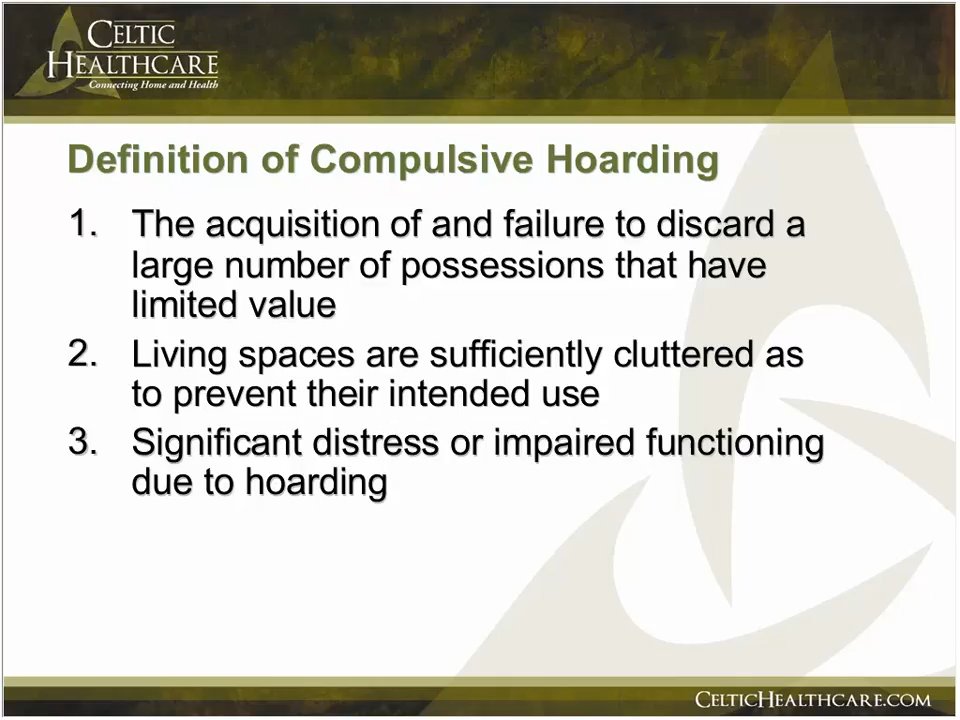 CELTIC
HEALTHCARE
Connecting Home and Health
Definition of Compulsive Hoarding
1. The acquisition of and failure to discard a
large number of possessions that have
limited value
2. Living spaces are sufficiently cluttered as
to prevent their intended use
3. Significant distress or impaired functioning
due to hoarding
CELTICHEALTHCARE.COM